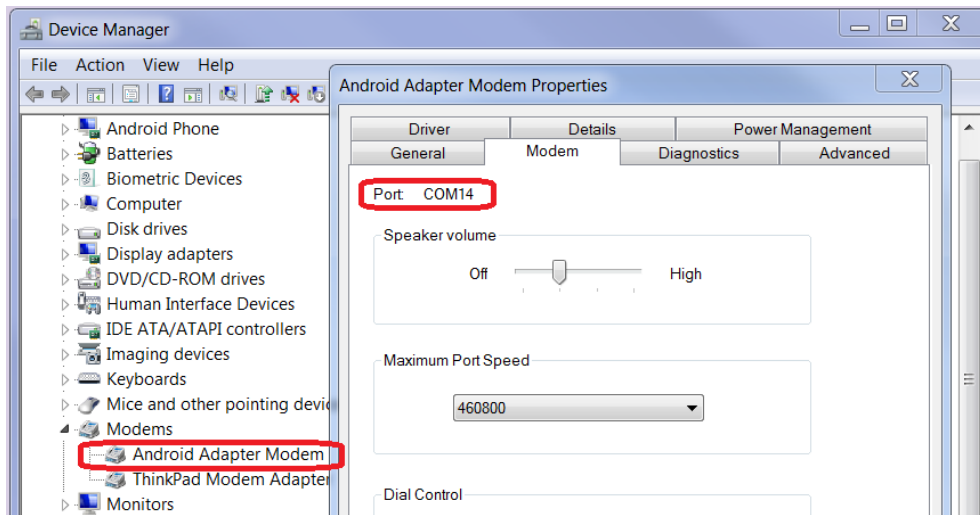 Device Manager
File Action View Help
Android Phone
Batteries
Biometric Devices
Computer
Disk drives
Display adapters
DVD/CD-ROM drives
Human Interface Devices
IDE ATA/ATAPI controllers
Imaging devices
Keyboards
Mice and other pointing devic
Modems
Android Adapter Modem
ThinkPad Modem Adapter
Monitors
Android Adapter Modem Properties
Driver Details Power Management
General Modem Diagnostics Advanced
Port: COM14
Speaker volume
Off High
Maximum Port Speed
460800
Dial Control